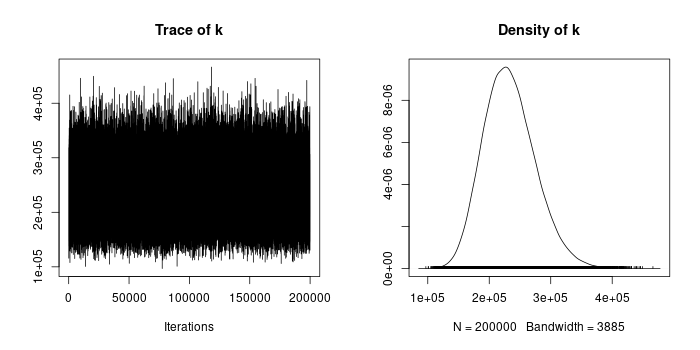 Trace of k
4e+05
3e+05
2e+05
1e+05
0 50000 100000 150000 200000
Iterations
Density of k
8e-06
6e-06
4e-06
0e+00
1e+05 2e+05 3e+05 4e+05
N = 200000 Bandwidth = 3885